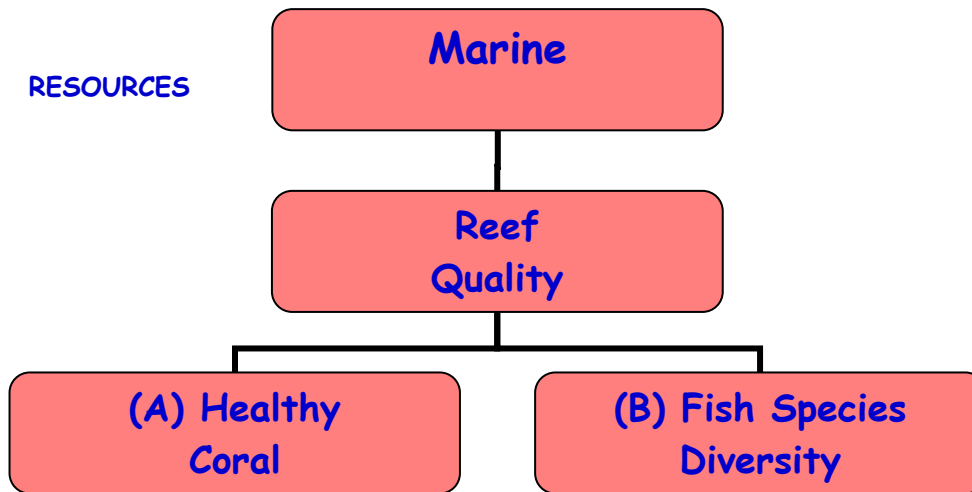 Marine
RESOURCES
Reef
Quality
(A) Healthy
Coral
(B) Fish Species
Diversity